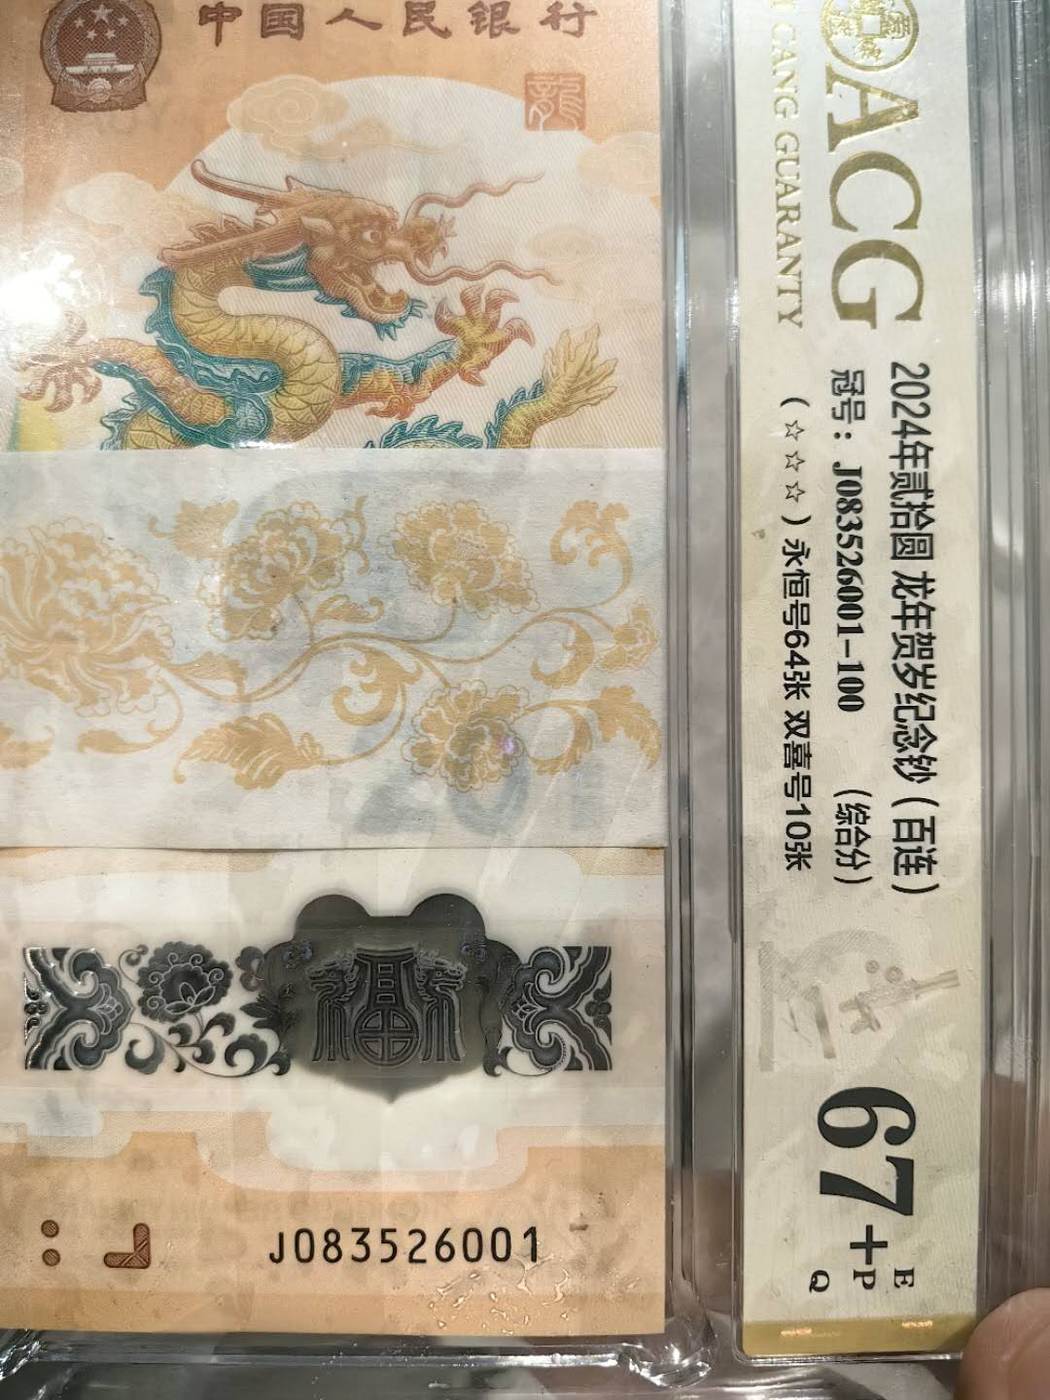 中国人民银行
龍
J083526001
ACG
CANG GUARANTY
2024年贰拾圆 龙年贺岁纪念钞（百连）
冠号：J083526001-100 （综合分）
（☆☆☆）永恒号64张 双喜号10张
67+
E
P
Q